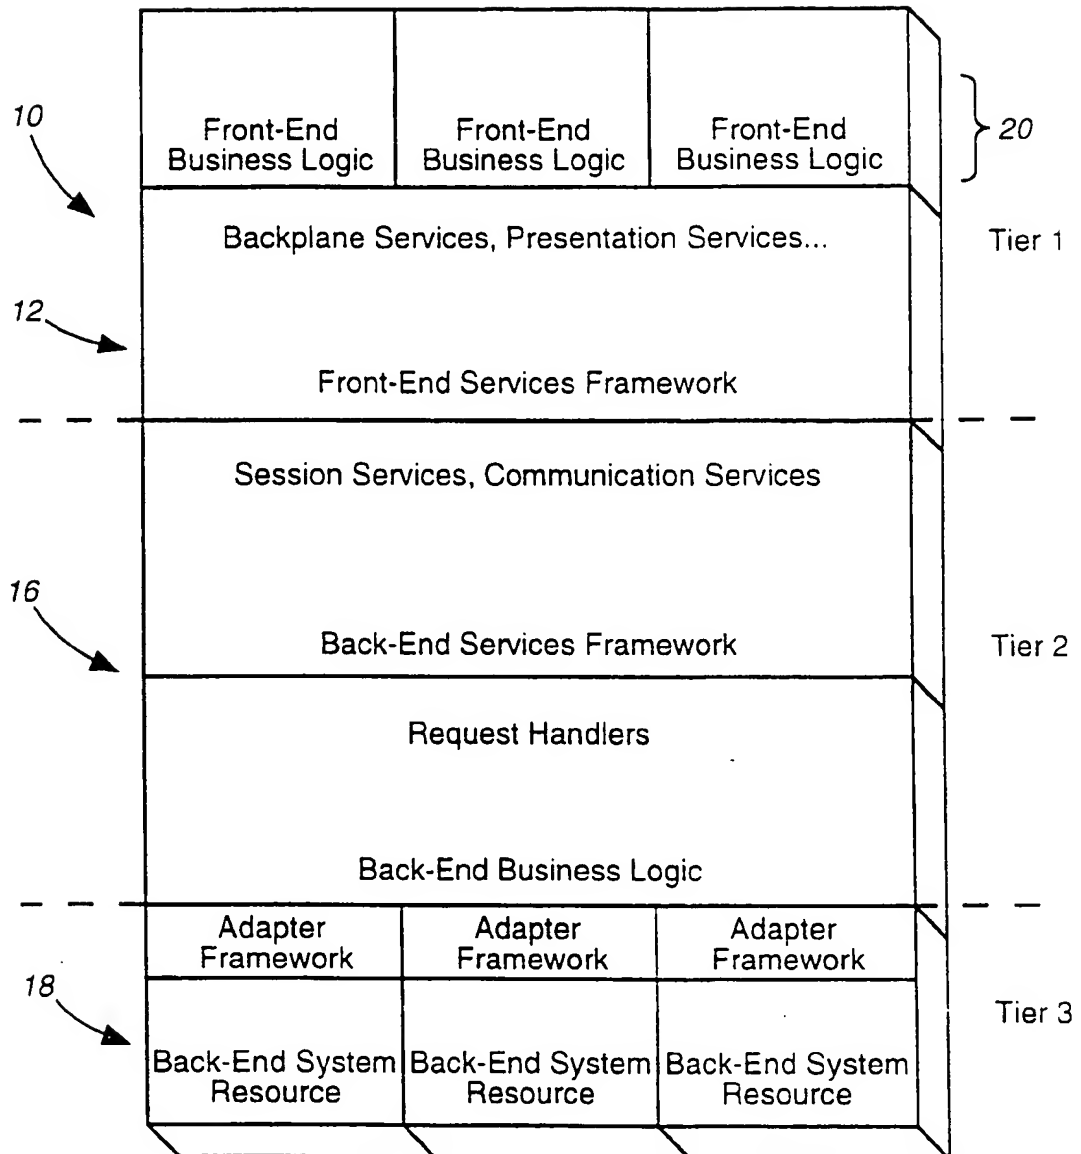 10
Front-End
Business Logic
Front-End
Business Logic
Front-End
Business Logic
20
Backplane Services, Presentation Services...
Tier 1
12
Front-End Services Framework
Session Services, Communication Services
16
Back-End Services Framework
Tier 2
Request Handlers
Back-End Business Logic
Adapter
Framework
Adapter
Framework
Adapter
Framework
18
Tier 3
Back-End System
Resource
Back-End System
Resource
Back-End System
Resource